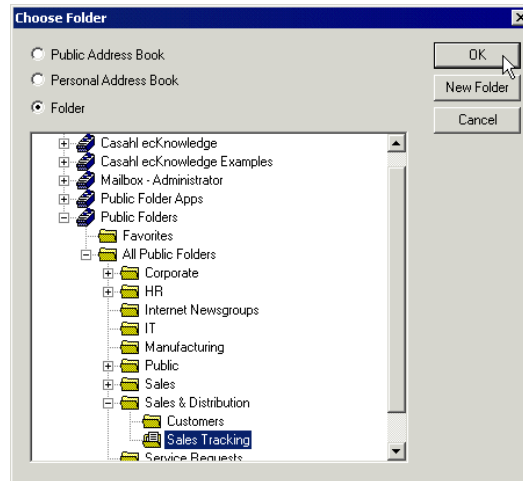 Choose Folder
Public Address Book
Personal Address Book
Folder
OK
New Folder
Cancel
Casahl ecKnowledge
Casahl ecKnowledge Examples
Mailbox - Administrator
Public Folder Apps
Public Folders
Favorites
All Public Folders
Corporate
HR
Internet Newsgroups
IT
Manufacturing
Public
Sales
Sales & Distribution
Customers
Sales Tracking
Service Requests